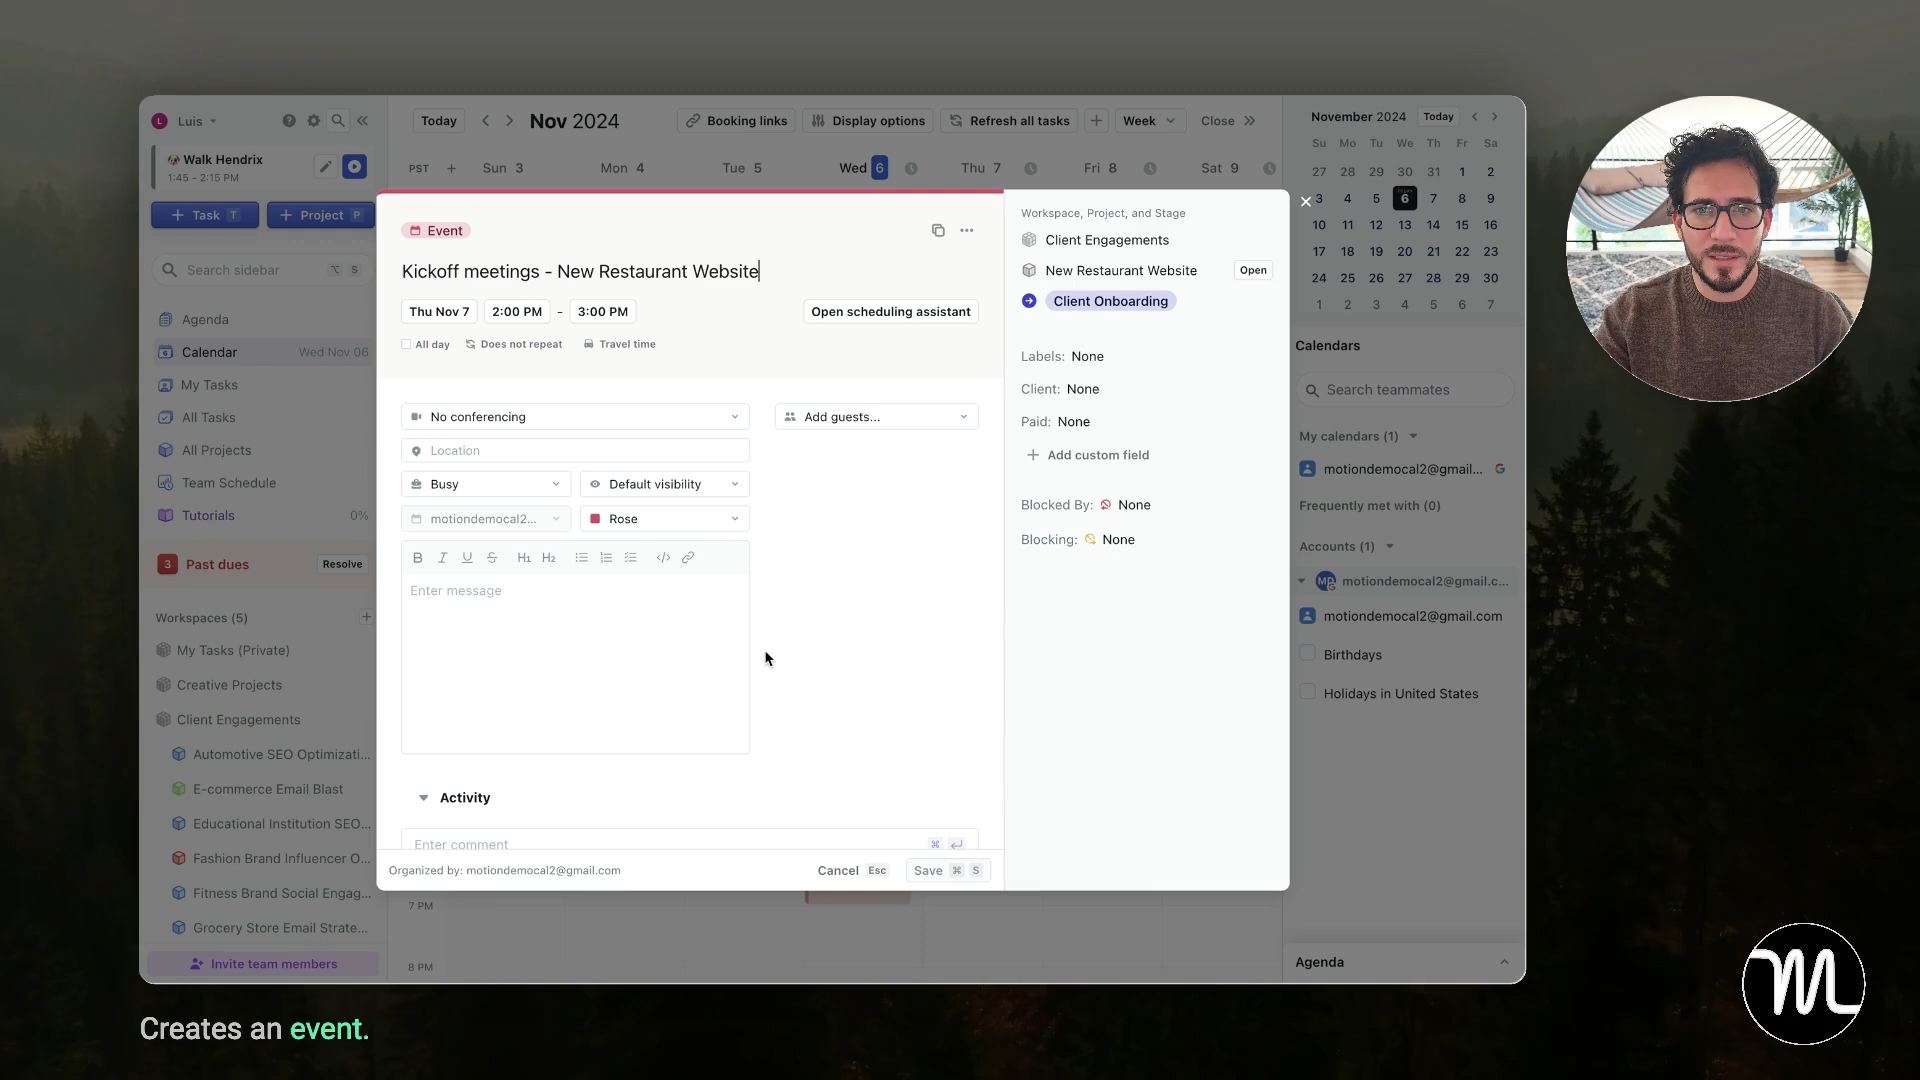 L Luis
Walk Hendrix
1:45 - 2:15 PM
+ Task T
+ Project P
Search sidebar ⌥ S
Agenda
Calendar Wed Nov 06
My Tasks
All Tasks
All Projects
Team Schedule
Tutorials 0%
3 Past dues Resolve
Workspaces (5) +
My Tasks (Private)
Creative Projects
Client Engagements
Automotive SEO Optimizati...
E-commerce Email Blast
Educational Institution SEO...
Fashion Brand Influencer O...
Fitness Brand Social Engag...
Grocery Store Email Strate...
Invite team members
Today < > Nov 2024 Booking links Display options Refresh all tasks + Week Close
PST + Sun 3 Mon 4 Tue 5 Wed 6 Thu 7 Fri 8 Sat 9
Event
Kickoff meetings - New Restaurant Website
Thu Nov 7 2:00 PM - 3:00 PM Open scheduling assistant
All day Does not repeat Travel time
No conferencing Add guests...
Location
Busy Default visibility
motiondemocal2... Rose
B I U S H1 H2 </>
Enter message
Activity
Enter comment ⌘ ↵
Organized by: motiondemocal2@gmail.com Cancel Esc Save ⌘ S
7 PM
8 PM
Workspace, Project, and Stage
Client Engagements
New Restaurant Website Open
Client Onboarding
Labels: None
Client: None
Paid: None
+ Add custom field
Blocked By: None
Blocking: None
November 2024 Today < >
Su Mo Tu We Th Fr Sa
27 28 29 30 31 1 2
3 4 5 6 7 8 9
10 11 12 13 14 15 16
17 18 19 20 21 22 23
24 25 26 27 28 29 30
1 2 3 4 5 6 7
Calendars
Search teammates
My calendars (1)
motiondemocal2@gmail...
Frequently met with (0)
Accounts (1)
motiondemocal2@gmail.c...
motiondemocal2@gmail.com
Birthdays
Holidays in United States
Agenda
Creates an event.
M